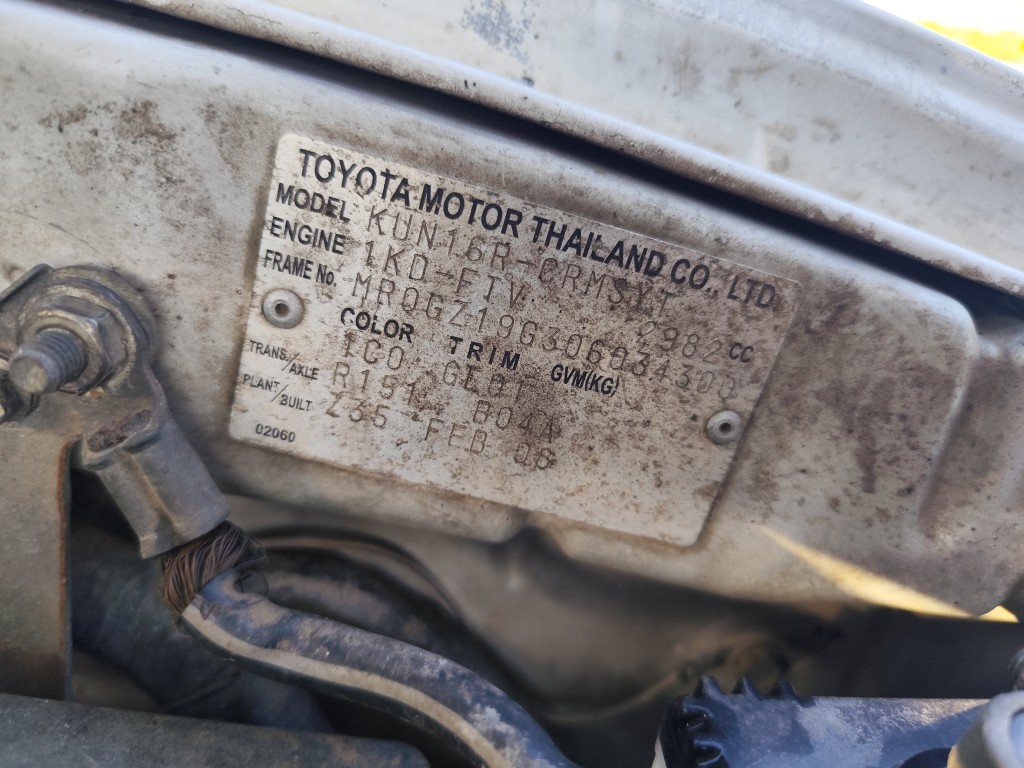 TOYOTA MOTOR THAILAND CO., LTD.
MODEL KUN16R-CRMSYT
ENGINE 1KD-FTV 2982 CC
FRAME No. MR0GZ19G306034300
COLOR TRIM GVM(KG)
1C0
TRANS/AXLE R151 B04A
PLANT/BUILT Z35 FEB 06
02060